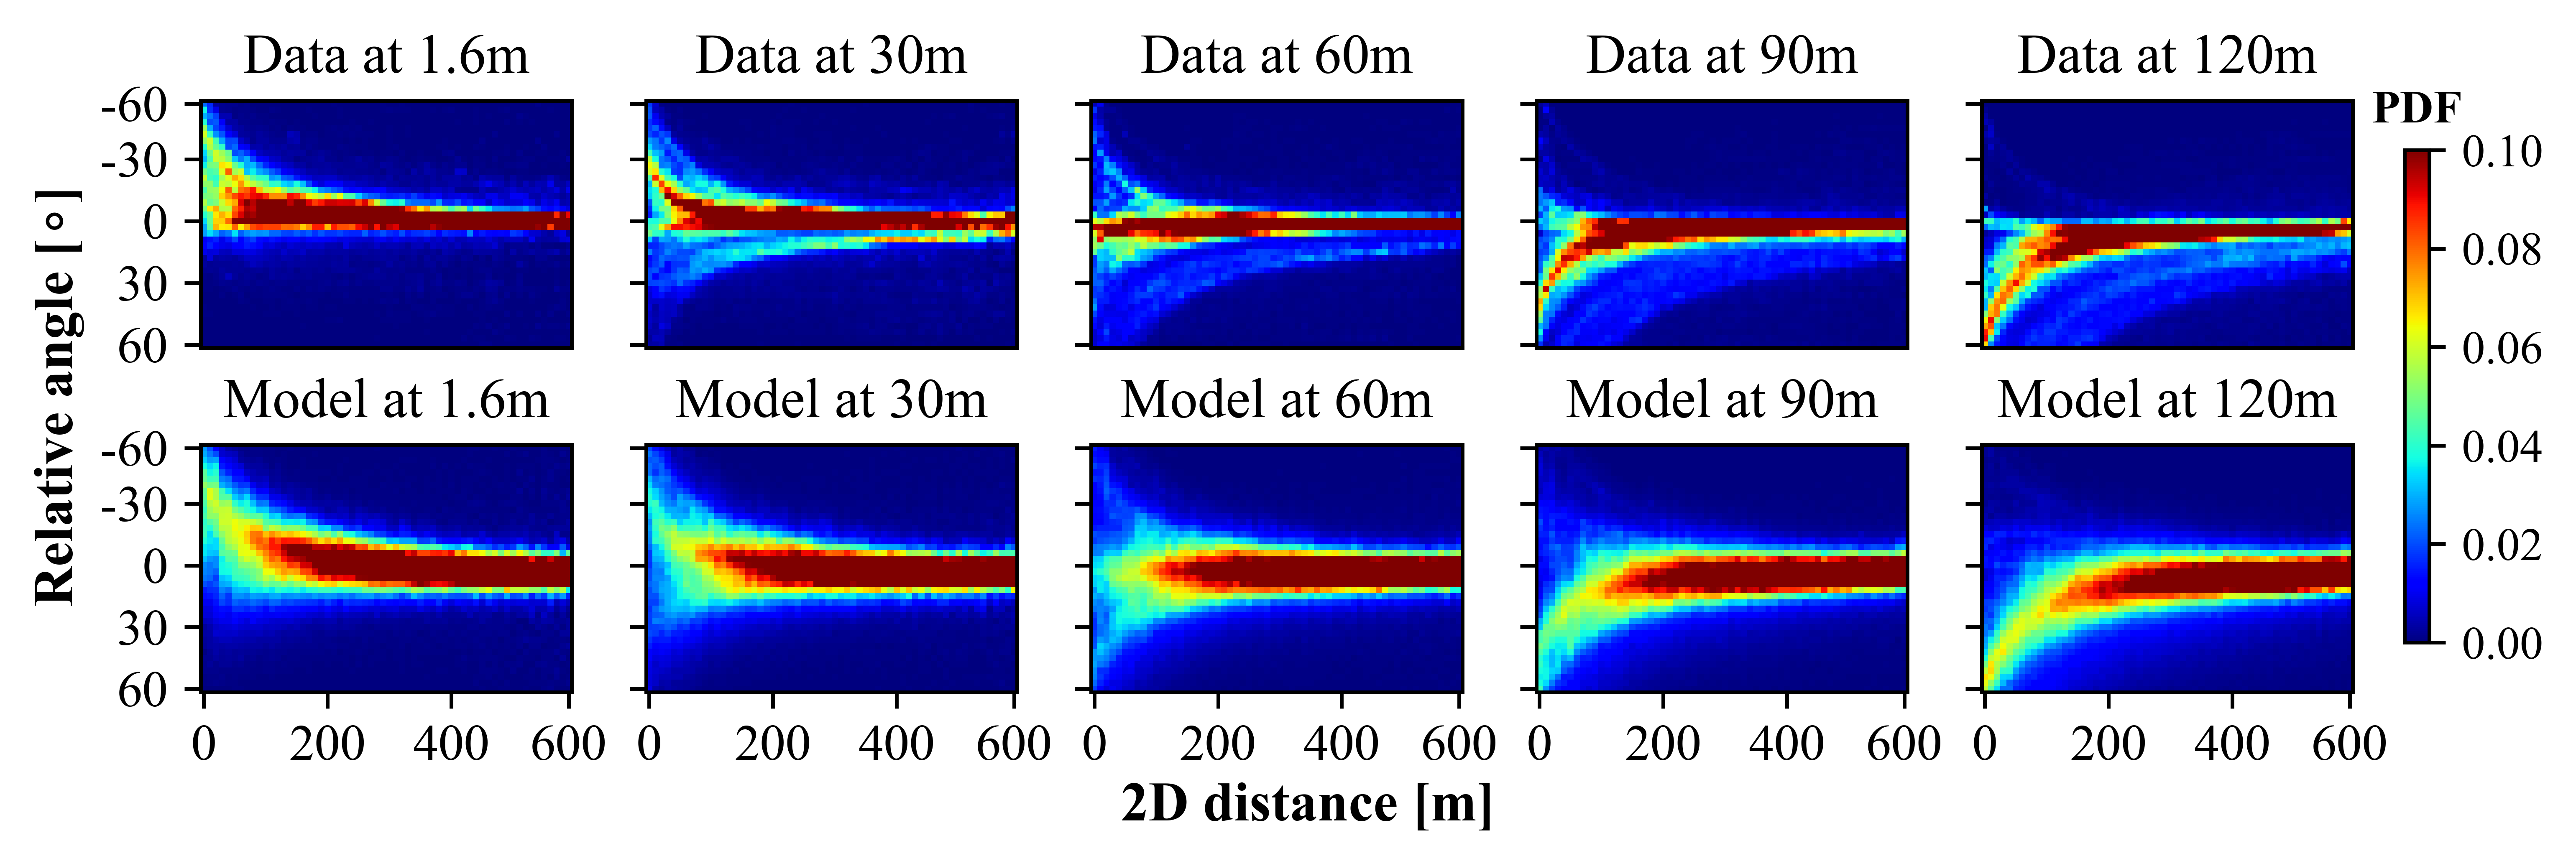 Data at 1.6m Data at 30m Data at 60m Data at 90m Data at 120m
PDF
-60
-30
0
30
60
0.10
0.08
0.06
0.04
0.02
0.00
Relative angle [∘]
Model at 1.6m Model at 30m Model at 60m Model at 90m Model at 120m
-60
-30
0
30
60
0 200 400 600 0 200 400 600 0 200 400 600 0 200 400 600 0 200 400 600
2D distance [m]